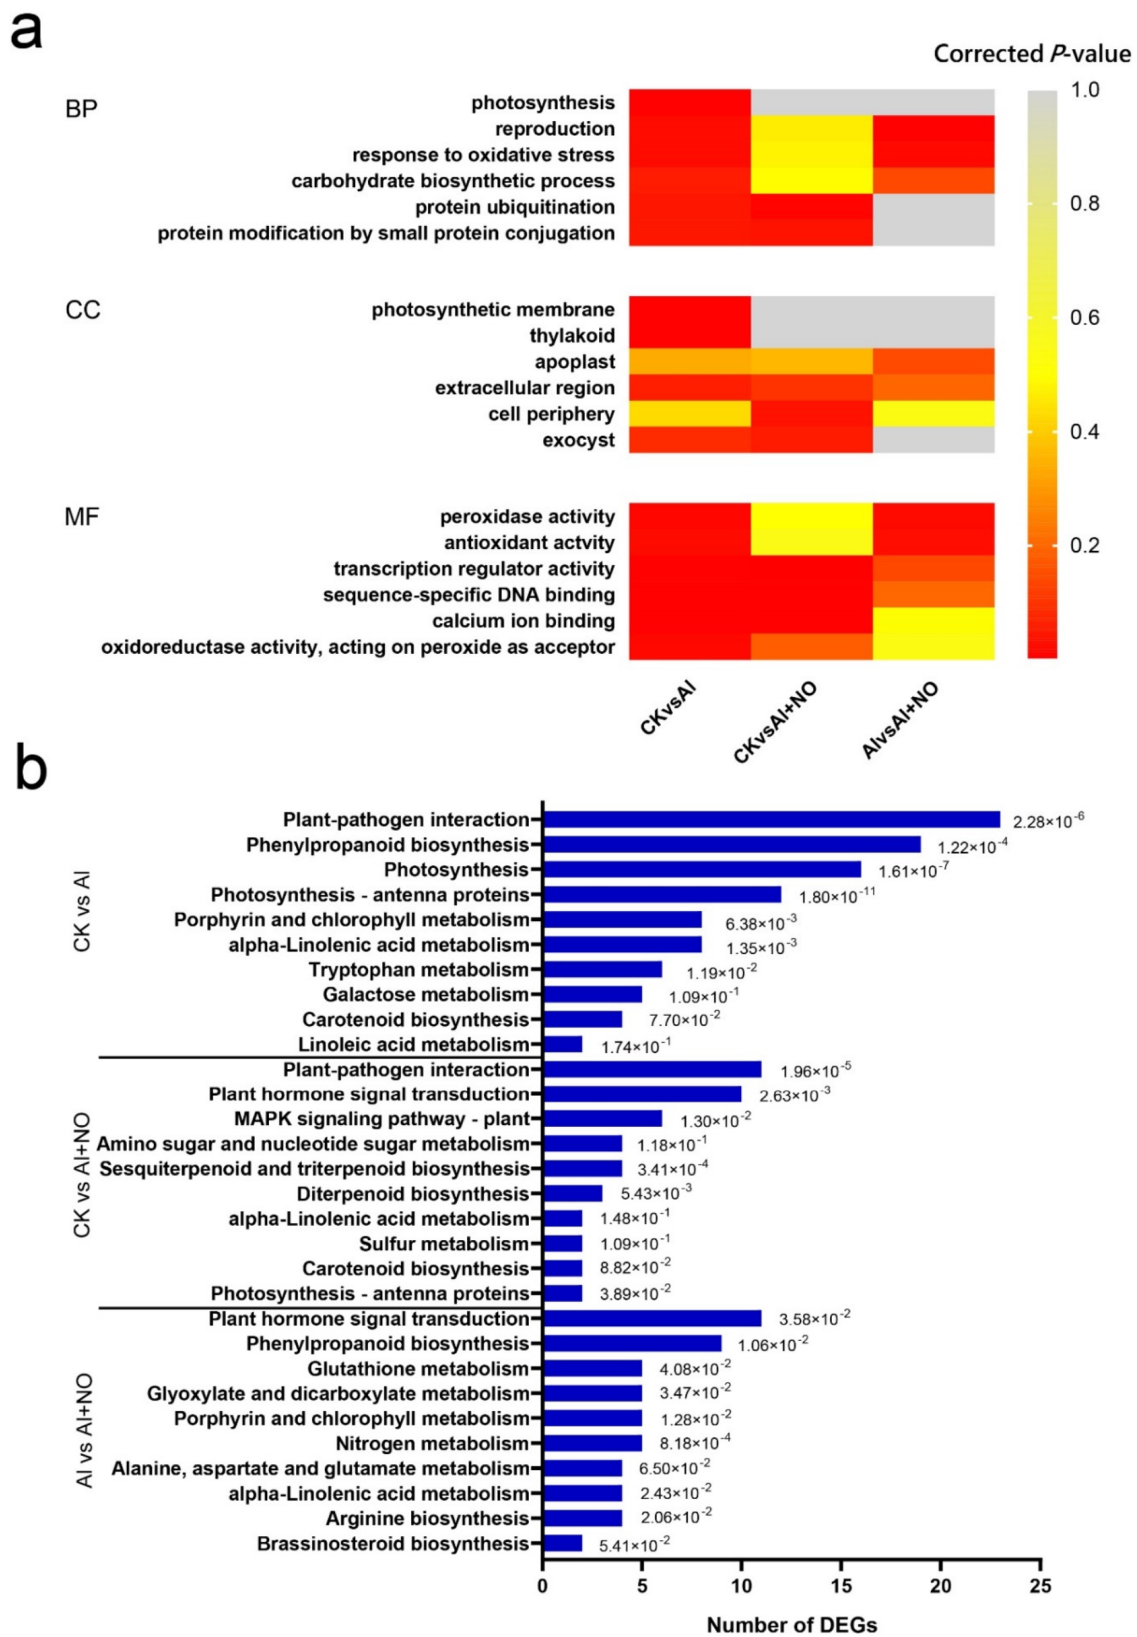 a
Corrected P-value
BP
photosynthesis
reproduction
response to oxidative stress
carbohydrate biosynthetic process
protein ubiquitination
protein modification by small protein conjugation
CC
photosynthetic membrane
thylakoid
apoplast
extracellular region
cell periphery
exocyst
MF
peroxidase activity
antioxidant actvity
transcription regulator activity
sequence-specific DNA binding
calcium ion binding
oxidoreductase activity, acting on peroxide as acceptor
1.0
0.8
0.6
0.4
0.2
CKvsAl
CKvsAl+NO
AlvsAl+NO
b
CK vs Al
Plant-pathogen interaction 2.28×10⁻⁶
Phenylpropanoid biosynthesis 1.22×10⁻⁴
Photosynthesis 1.61×10⁻⁷
Photosynthesis - antenna proteins 1.80×10⁻¹¹
Porphyrin and chlorophyll metabolism 6.38×10⁻³
alpha-Linolenic acid metabolism 1.35×10⁻³
Tryptophan metabolism 1.19×10⁻²
Galactose metabolism 1.09×10⁻¹
Carotenoid biosynthesis 7.70×10⁻²
Linoleic acid metabolism 1.74×10⁻¹
CK vs Al+NO
Plant-pathogen interaction 1.96×10⁻⁵
Plant hormone signal transduction 2.63×10⁻³
MAPK signaling pathway - plant 1.30×10⁻²
Amino sugar and nucleotide sugar metabolism 1.18×10⁻¹
Sesquiterpenoid and triterpenoid biosynthesis 3.41×10⁻⁴
Diterpenoid biosynthesis 5.43×10⁻³
alpha-Linolenic acid metabolism 1.48×10⁻¹
Sulfur metabolism 1.09×10⁻¹
Carotenoid biosynthesis 8.82×10⁻²
Photosynthesis - antenna proteins 3.89×10⁻²
Al vs Al+NO
Plant hormone signal transduction 3.58×10⁻²
Phenylpropanoid biosynthesis 1.06×10⁻²
Glutathione metabolism 4.08×10⁻²
Glyoxylate and dicarboxylate metabolism 3.47×10⁻²
Porphyrin and chlorophyll metabolism 1.28×10⁻²
Nitrogen metabolism 8.18×10⁻⁴
Alanine, aspartate and glutamate metabolism 6.50×10⁻²
alpha-Linolenic acid metabolism 2.43×10⁻²
Arginine biosynthesis 2.06×10⁻²
Brassinosteroid biosynthesis 5.41×10⁻²
0 5 10 15 20 25
Number of DEGs